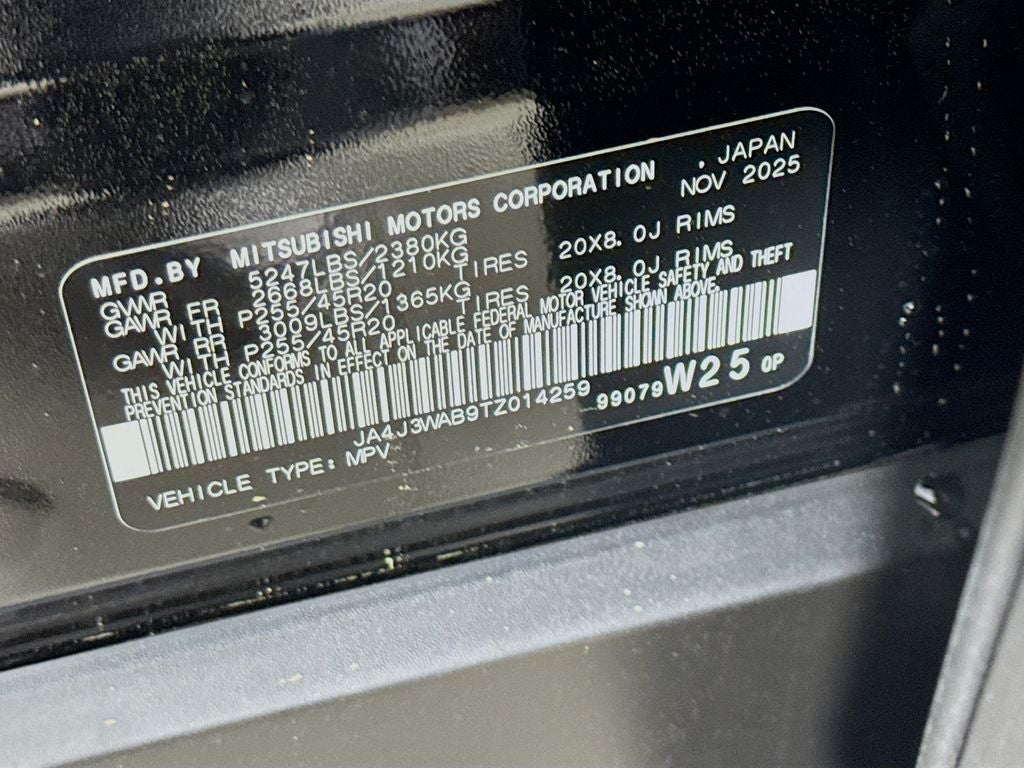 MFD.BY MITSUBISHI MOTORS CORPORATION . JAPAN
GVWR 5247LBS/2380KG NOV 2025
GAWR FR 2668LBS/1210KG
WITH P255/45R20 TIRES 20X8.0J RIMS
GAWR RR 3009LBS/1365KG
WITH P255/45R20 TIRES 20X8.0J RIMS
THIS VEHICLE CONFORMS TO ALL APPLICABLE FEDERAL MOTOR VEHICLE SAFETY AND THEFT
PREVENTION STANDARDS IN EFFECT ON THE DATE OF MANUFACTURE SHOWN ABOVE.
JA4J3WAB9TZ014259 99079W25 0P
VEHICLE TYPE: MPV